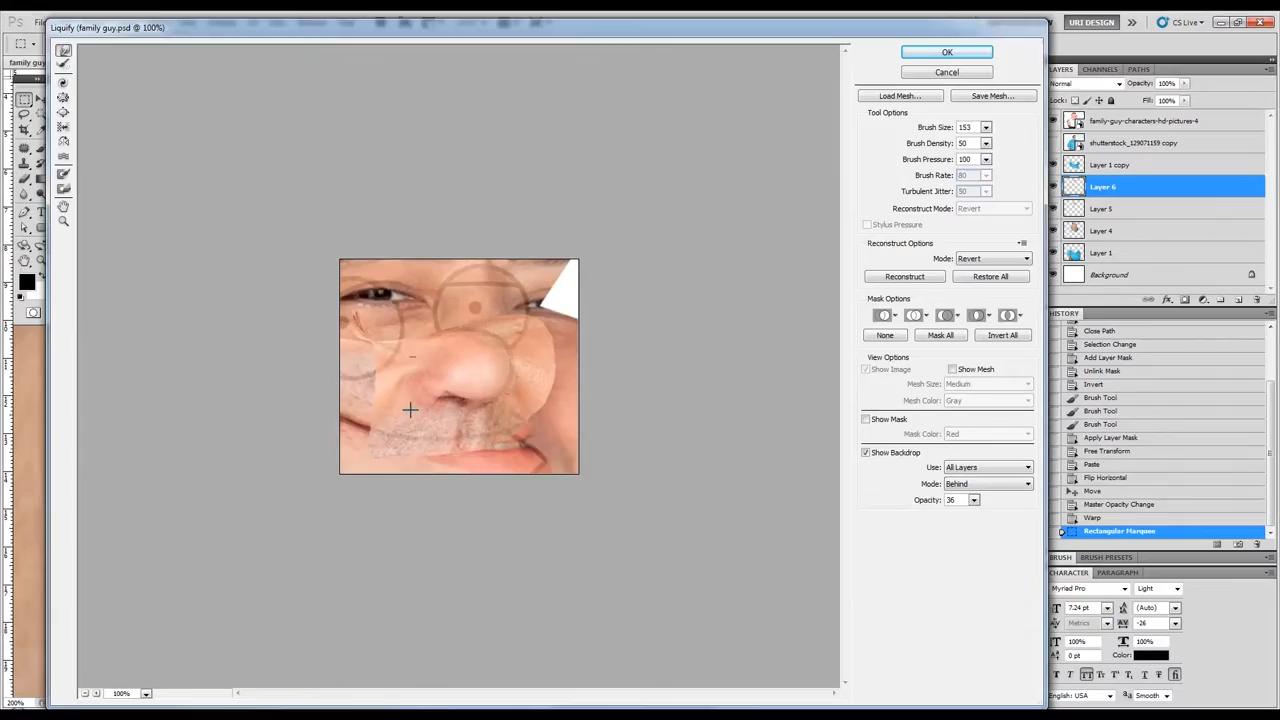 Liquify (family guy.psd @ 100%)
URI DESIGN
CS Live
family guy
OK
Cancel
Load Mesh...
Save Mesh...
Tool Options
Brush Size: 153
Brush Density: 50
Brush Pressure: 100
Brush Rate: 80
Turbulent Jitter: 50
Reconstruct Mode: Revert
Stylus Pressure
Reconstruct Options
Mode: Revert
Reconstruct
Restore All
Mask Options
None
Mask All
Invert All
View Options
Show Image
Show Mesh
Mesh Size: Medium
Mesh Color: Gray
Show Mask
Mask Color: Red
Show Backdrop
Use: All Layers
Mode: Behind
Opacity: 36
100%
200%
LAYERS
CHANNELS
PATHS
Normal
Opacity: 100%
Lock:
Fill: 100%
family-guy-characters-hd-pictures-4
shutterstock_129071159 copy
Layer 1 copy
Layer 6
Layer 5
Layer 4
Layer 1
Background
HISTORY
Close Path
Selection Change
Add Layer Mask
Unlink Mask
Invert
Brush Tool
Brush Tool
Brush Tool
Apply Layer Mask
Free Transform
Paste
Flip Horizontal
Move
Master Opacity Change
Warp
Rectangular Marquee
BRUSH
BRUSH PRESETS
CHARACTER
PARAGRAPH
Myriad Pro
Light
7.24 pt
(Auto)
Metrics
-26
100%
100%
0 pt
Color:
English: USA
Smooth